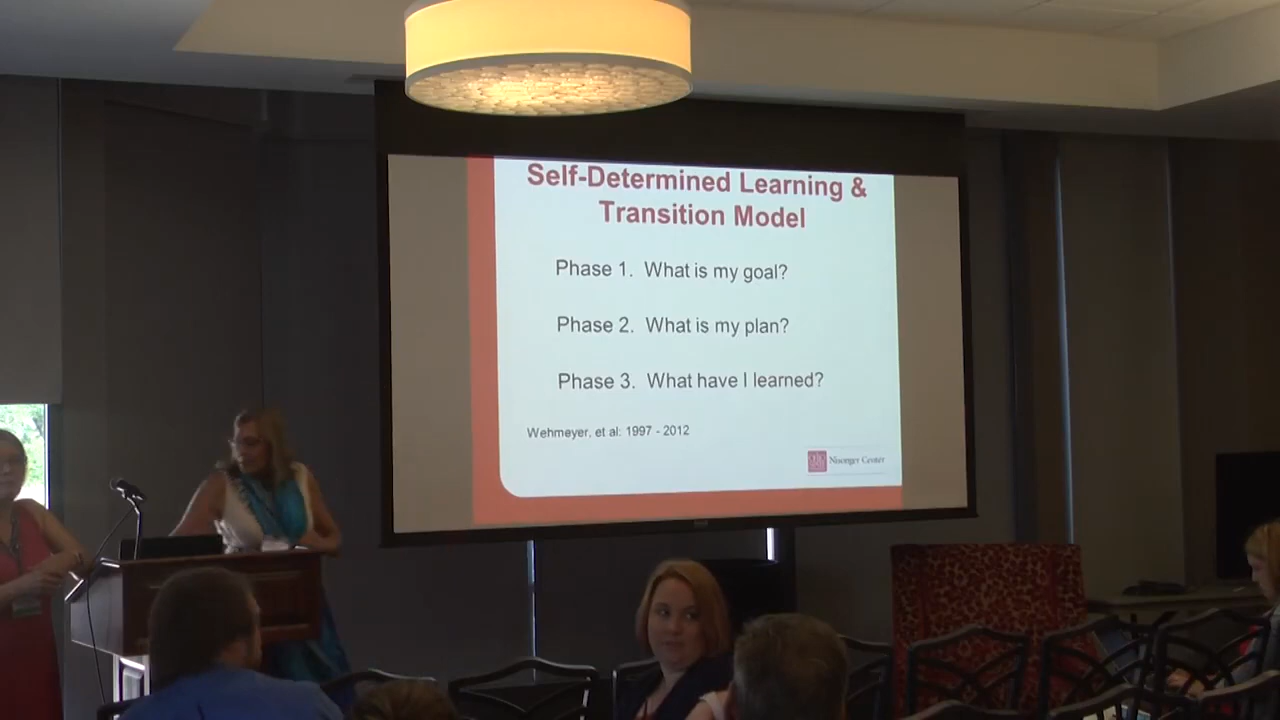 Self-Determined Learning &
Transition Model
Phase 1. What is my goal?
Phase 2. What is my plan?
Phase 3. What have I learned?
Wehmeyer, et al: 1997 - 2012
Nisonger Center